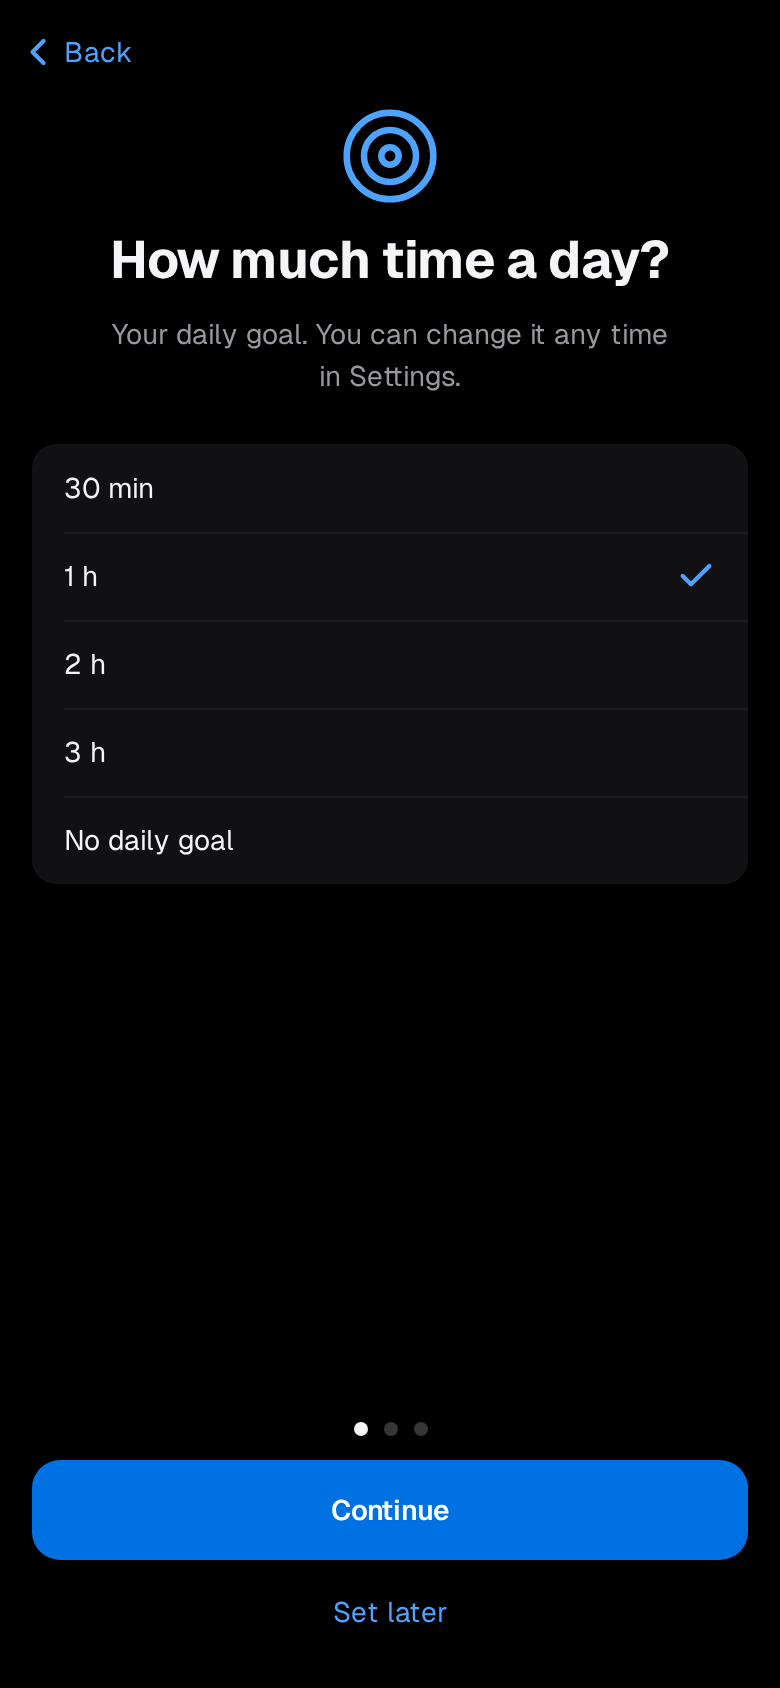 Back
How much time a day?
Your daily goal. You can change it any time
in Settings.
30 min
1 h
2 h
3 h
No daily goal
Continue
Set later